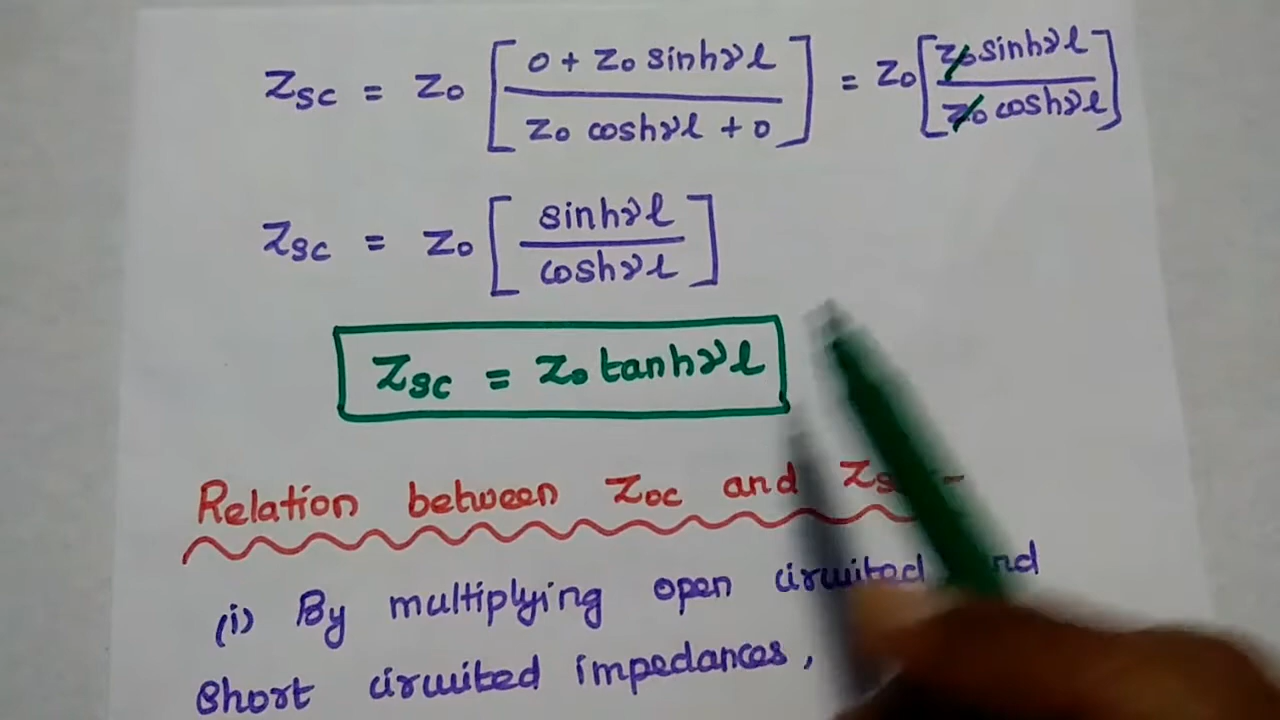 Zsc = Z0 [ (0 + Z0 sinhγl) / (Z0 coshγl + 0) ] = Z0 [ (Z0 sinhγl) / (Z0 coshγl) ]
Zsc = Z0 [ sinhγl / coshγl ]
Zsc = Z0 tanhγl
Relation between Zoc and
(i) By multiplying open circuited
Short circuited impedances,